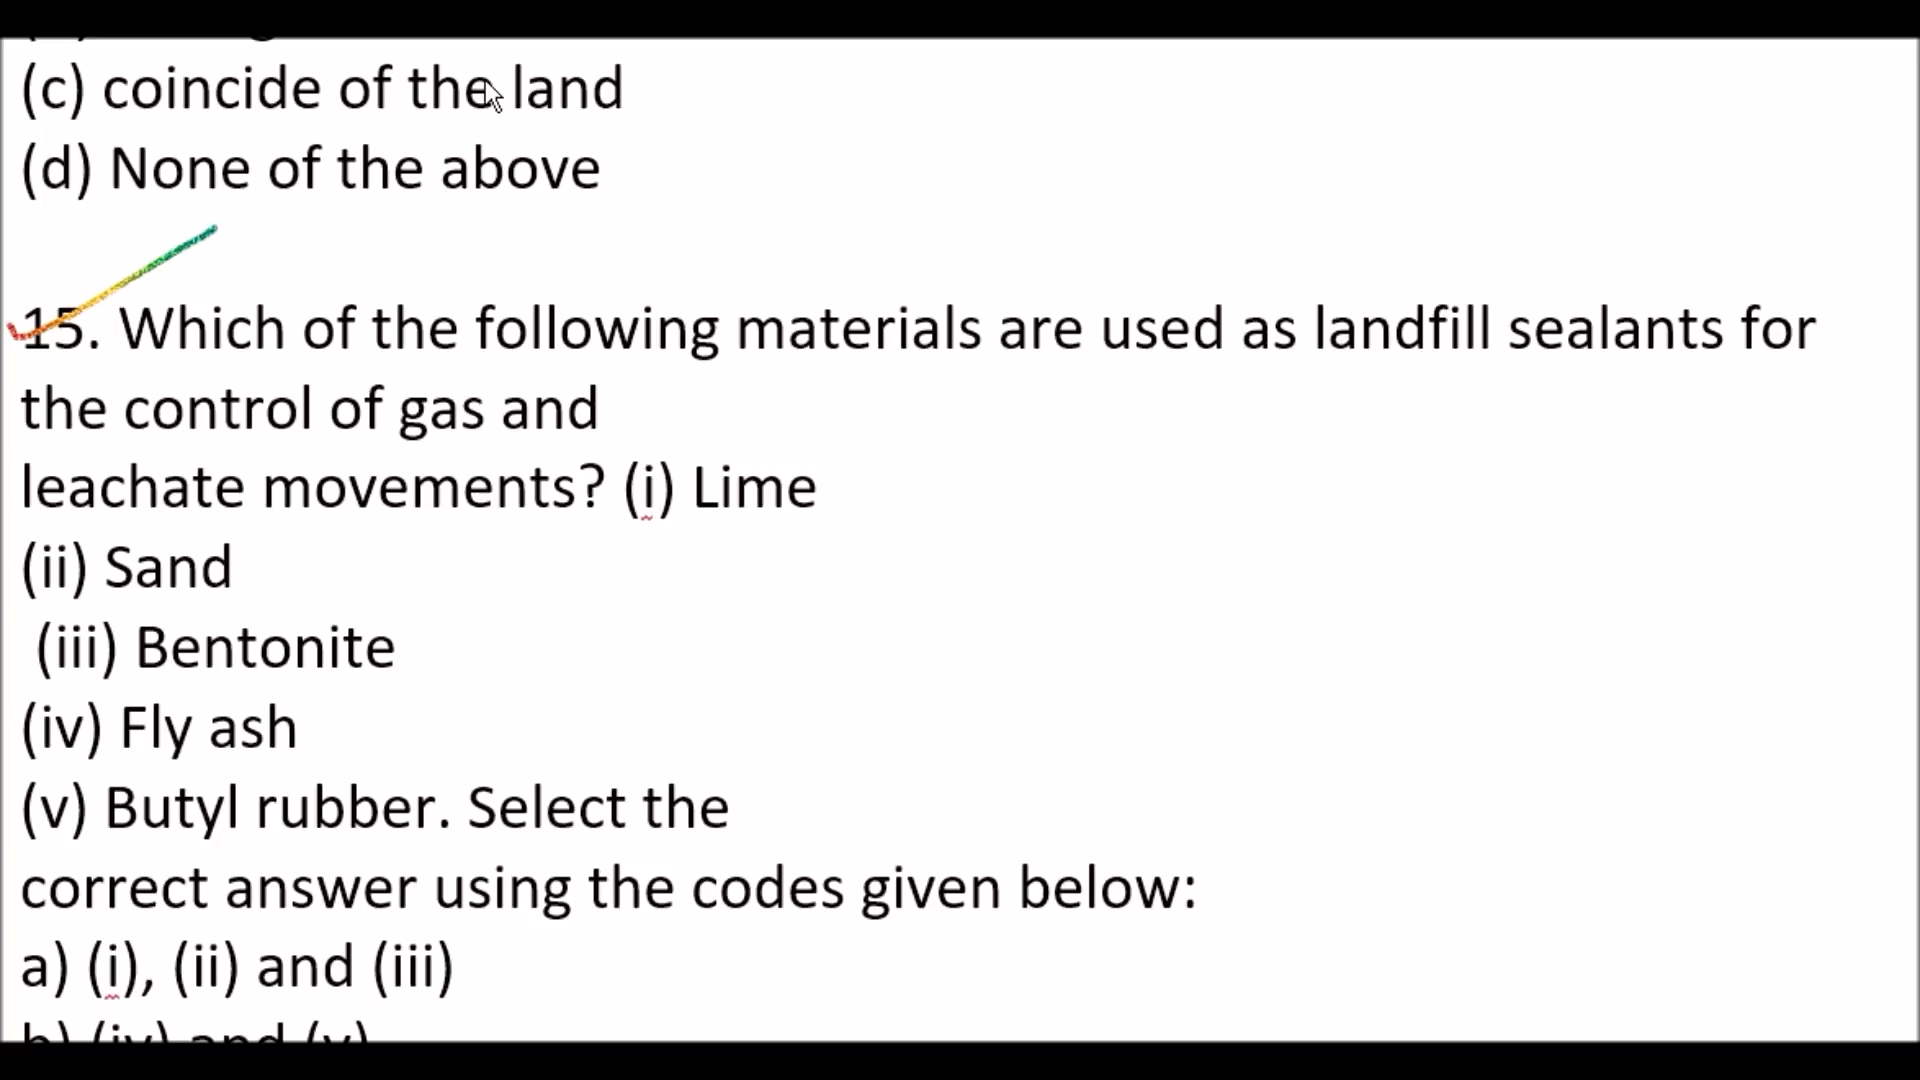 (c) coincide of the land
(d) None of the above
15. Which of the following materials are used as landfill sealants for
the control of gas and
leachate movements? (i) Lime
(ii) Sand
(iii) Bentonite
(iv) Fly ash
(v) Butyl rubber. Select the
correct answer using the codes given below:
a) (i), (ii) and (iii)
b) (iv) and (v)